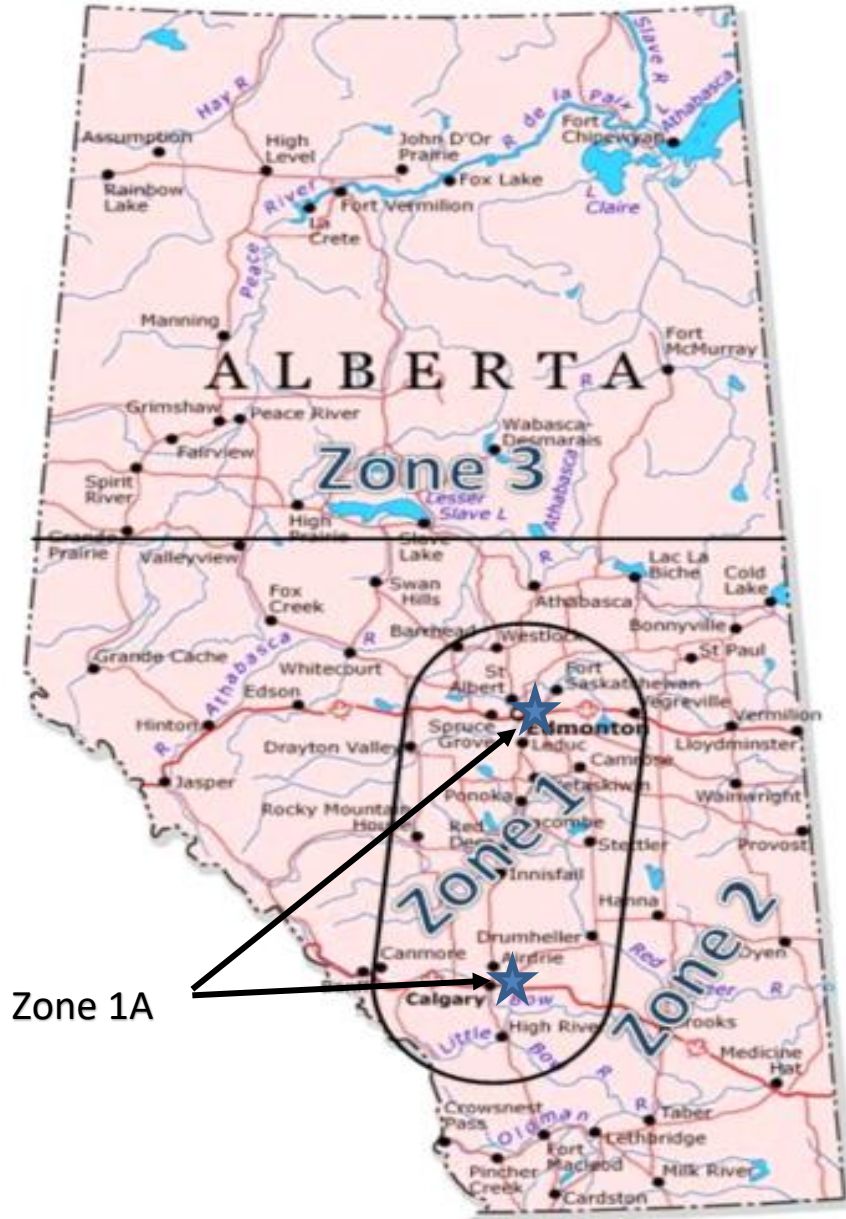 Hay R
Slave R
R de la Paix
L Athabasca
Fort
Chipewyan
Assumption
High
Level
John D'Or
Prairie
Rainbow
Lake
River
Fox Lake
Fort Vermilion
La
Crete
L
Claire
Peace
Manning
Fort
McMurray
ALBERTA
R
Grimshaw
Peace River
Wabasca-
Desmarais
Fairview
Zone 3
Spirit
River
Athabasca
Lesser
Slave L
High
Prairie
Grande
Prairie
Slave
Lake
Valleyview
R
Lac La
Biche
Cold
Lake
Swan
Hills
Athabasca
Fox
Creek
Bonnyville
Barrhead
Westlock
St Paul
Athabasca
R
Whitecourt
Grande Cache
St
Albert
Fort
Saskatchewan
Edson
Vegreville
Hinton
Spruce
Grove
Edmonton
Vermilion
Drayton Valley
Leduc
Lloydminster
R
Camrose
Jasper
Wetaskiwin
Wainwright
Ponoka
Rocky Mountain
House
Red
Zone 1
Stettler
Provost
Innisfail
Hanna
Zone 2
Drumheller
Canmore
Airdrie
Red
R
Zone 1A
Calgary
Bow
High River
Little
Bow
R
Medicine
Hat
Crowsnest
Pass
Oldman
R
Taber
Lethbridge
Fort
Macleod
Pincher
Creek
Milk River
Cardston